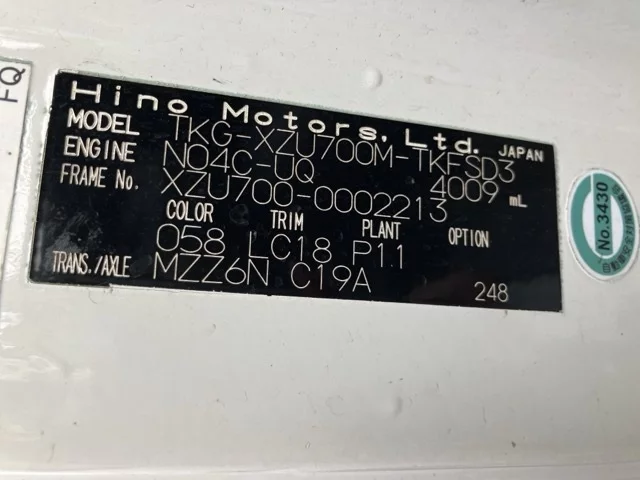 FQ
Hino Motors, Ltd. JAPAN
MODEL TKG-XZU700M-TKFSD3
ENGINE N04C-UQ 4009 mL
FRAME No. XZU700-0002213
COLOR TRIM PLANT OPTION
058 LC18 P11
TRANS./AXLE MZZ6N C19A 248
No.3430